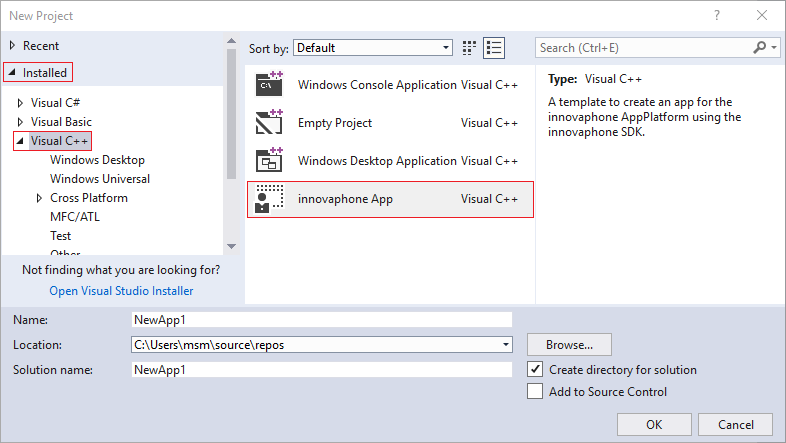 New Project
?
Recent
Installed
Visual C#
Visual Basic
Visual C++
Windows Desktop
Windows Universal
Cross Platform
MFC/ATL
Test
Other
Not finding what you are looking for?
Open Visual Studio Installer
Sort by: Default
Windows Console Application Visual C++
Empty Project Visual C++
Windows Desktop Application Visual C++
innovaphone App Visual C++
Search (Ctrl+E)
Type: Visual C++
A template to create an app for the
innovaphone AppPlatform using the
innovaphone SDK.
Name: NewApp1
Location: C:\Users\msm\source\repos
Browse...
Solution name: NewApp1
Create directory for solution
Add to Source Control
OK
Cancel